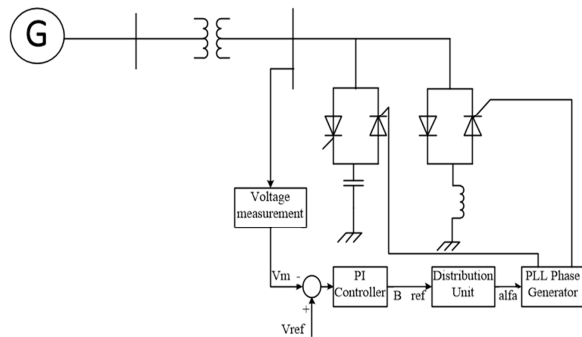 G
Voltage
measurement
Vm -
+
Vref
PI
Controller
B ref
Distribution
Unit
alfa
PLL Phase
Generator